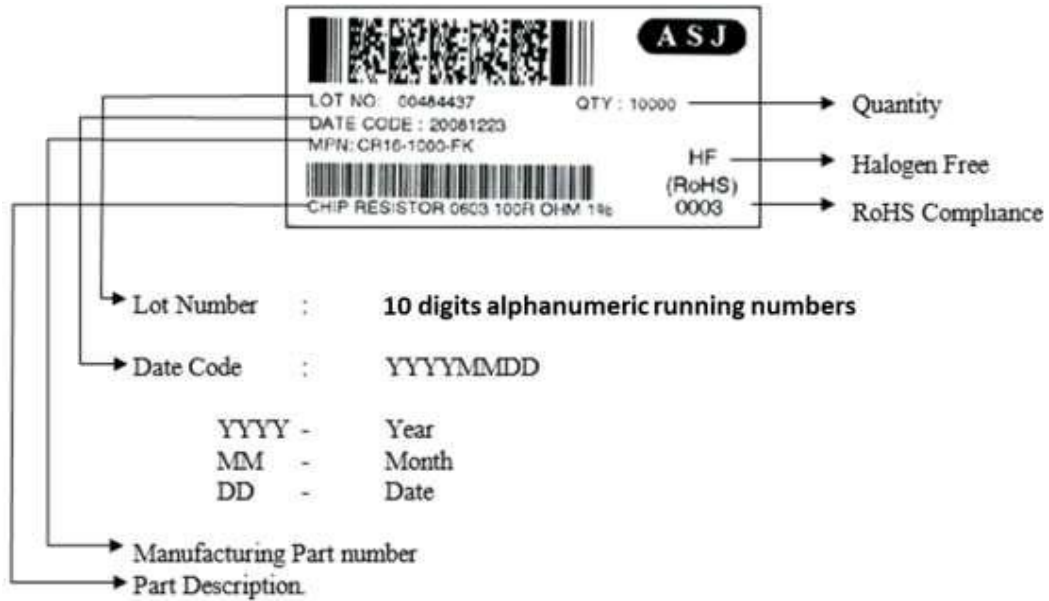 ASJ
LOT NO: 00484437 QTY : 10000 Quantity
DATE CODE : 20081223
MPN: CR16-1000-FK
HF Halogen Free
(RoHS)
CHIP RESISTOR 0603 100R OHM 1% 0003 RoHS Compliance
Lot Number : 10 digits alphanumeric running numbers
Date Code : YYYYMMDD
YYYY - Year
MM - Month
DD - Date
Manufacturing Part number
Part Description.